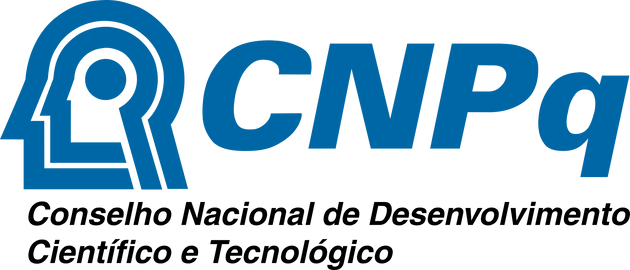 CNPq
Conselho Nacional de Desenvolvimento
Científico e Tecnológico